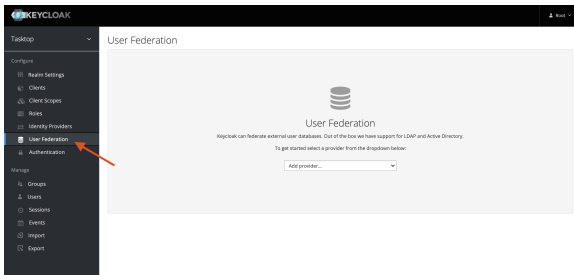 KEYCLOAK
Root
Tasktop
User Federation
Configure
Realm Settings
Clients
Client Scopes
Roles
Identity Providers
User Federation
Authentication
Manage
Groups
Users
Sessions
Events
Import
Export
User Federation
Keycloak can federate external user databases. Out of the box we have support for LDAP and Active Directory.
To get started select a provider from the dropdown below:
Add provider...